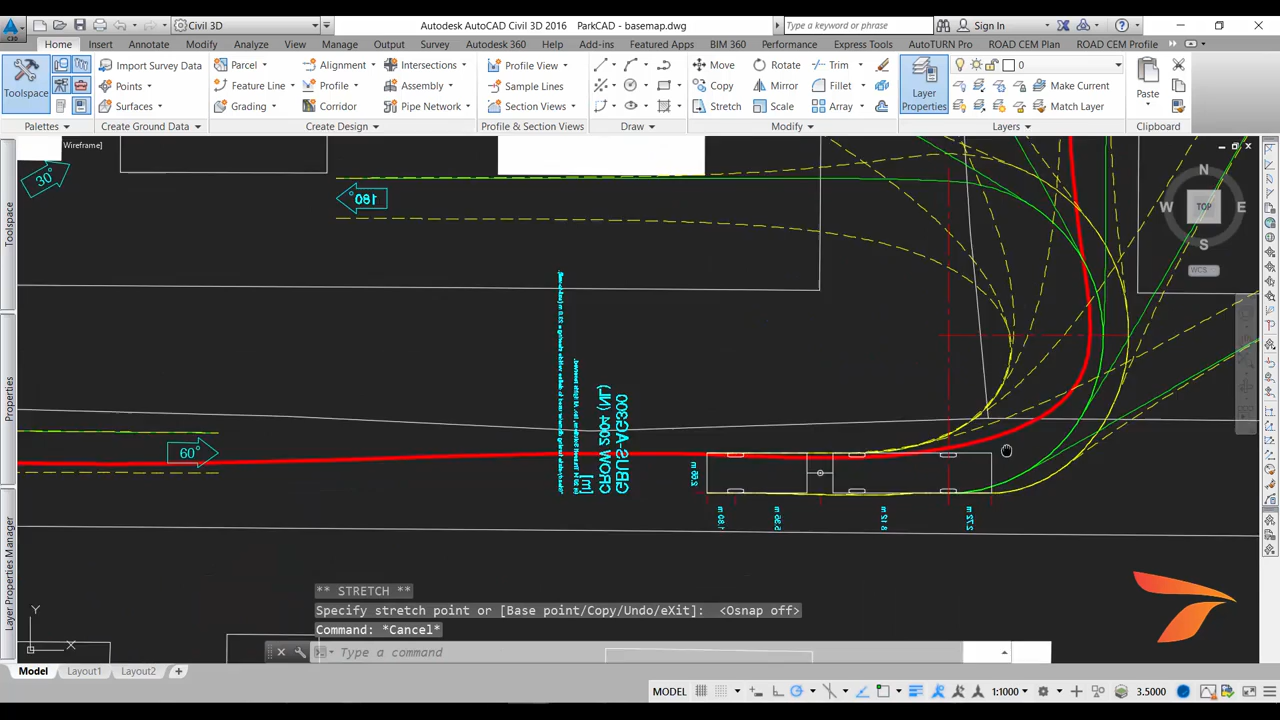 Civil 3D
Autodesk AutoCAD Civil 3D 2016 ParkCAD - basemap.dwg
Type a keyword or phrase
Sign In
Home Insert Annotate Modify Analyze View Manage Output Survey Autodesk 360 Help Add-ins Featured Apps BIM 360 Performance Express Tools AutoTURN Pro ROAD CEM Plan ROAD CEM Profile
Toolspace
Import Survey Data
Points
Surfaces
Parcel
Feature Line
Grading
Alignment
Profile
Corridor
Intersections
Assembly
Pipe Network
Profile View
Sample Lines
Section Views
Move
Copy
Stretch
Rotate
Mirror
Scale
Trim
Fillet
Array
Layer
Properties
0
Make Current
Match Layer
Paste
Palettes Create Ground Data Create Design Profile & Section Views Draw Modify Layers Clipboard
Wireframe]
30°
180°
60°
N
W TOP E
S
WCS
Toolspace
Properties
Layer Properties Manager
GBUS-AG300
CROW 2004 (NL)
[m]
Y
X
** STRETCH **
Specify stretch point or [Base point/Copy/Undo/eXit]: <Osnap off>
Command: *Cancel*
Type a command
Model Layout1 Layout2 +
MODEL 1:1000 3.5000